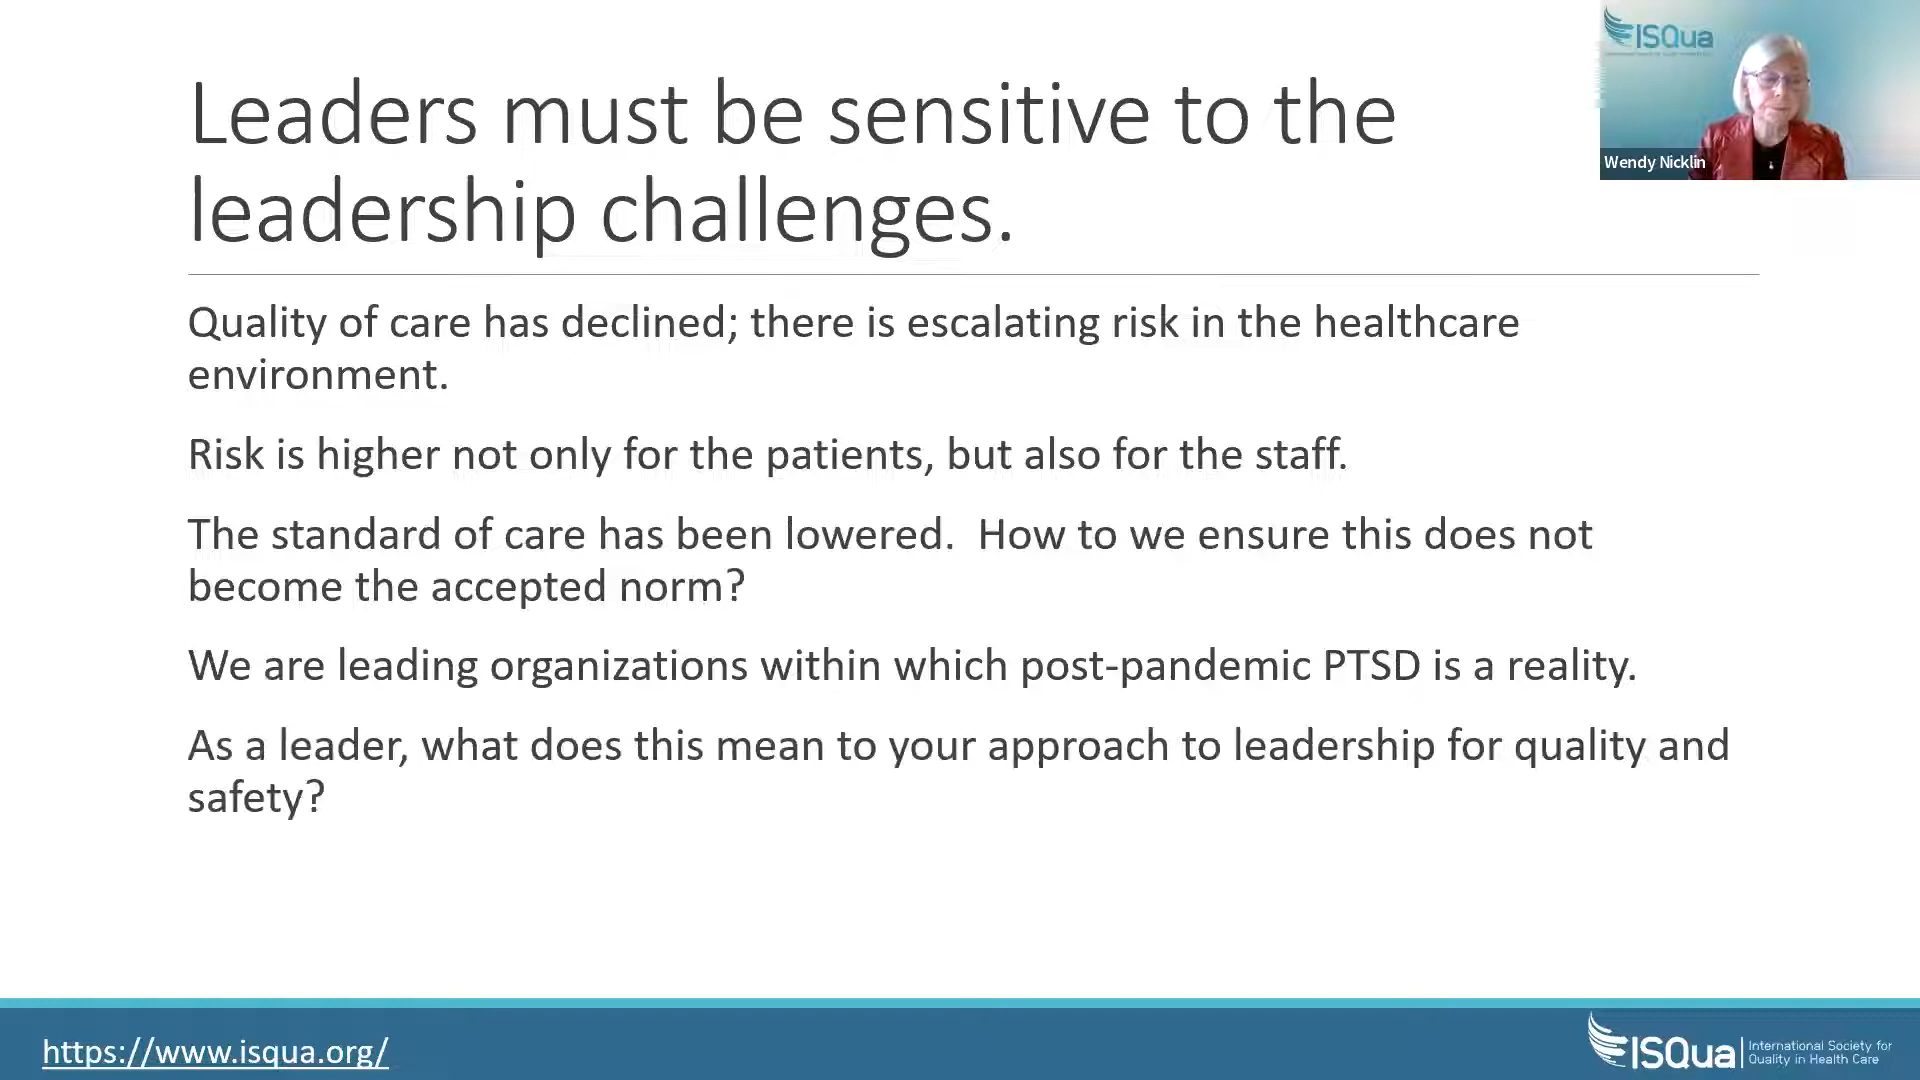 ISQua
Wendy Nicklin
Leaders must be sensitive to the
leadership challenges.
Quality of care has declined; there is escalating risk in the healthcare
environment.
Risk is higher not only for the patients, but also for the staff.
The standard of care has been lowered.  How to we ensure this does not
become the accepted norm?
We are leading organizations within which post-pandemic PTSD is a reality.
As a leader, what does this mean to your approach to leadership for quality and
safety?
https://www.isqua.org/
ISQua
International Society for
Quality in Health Care